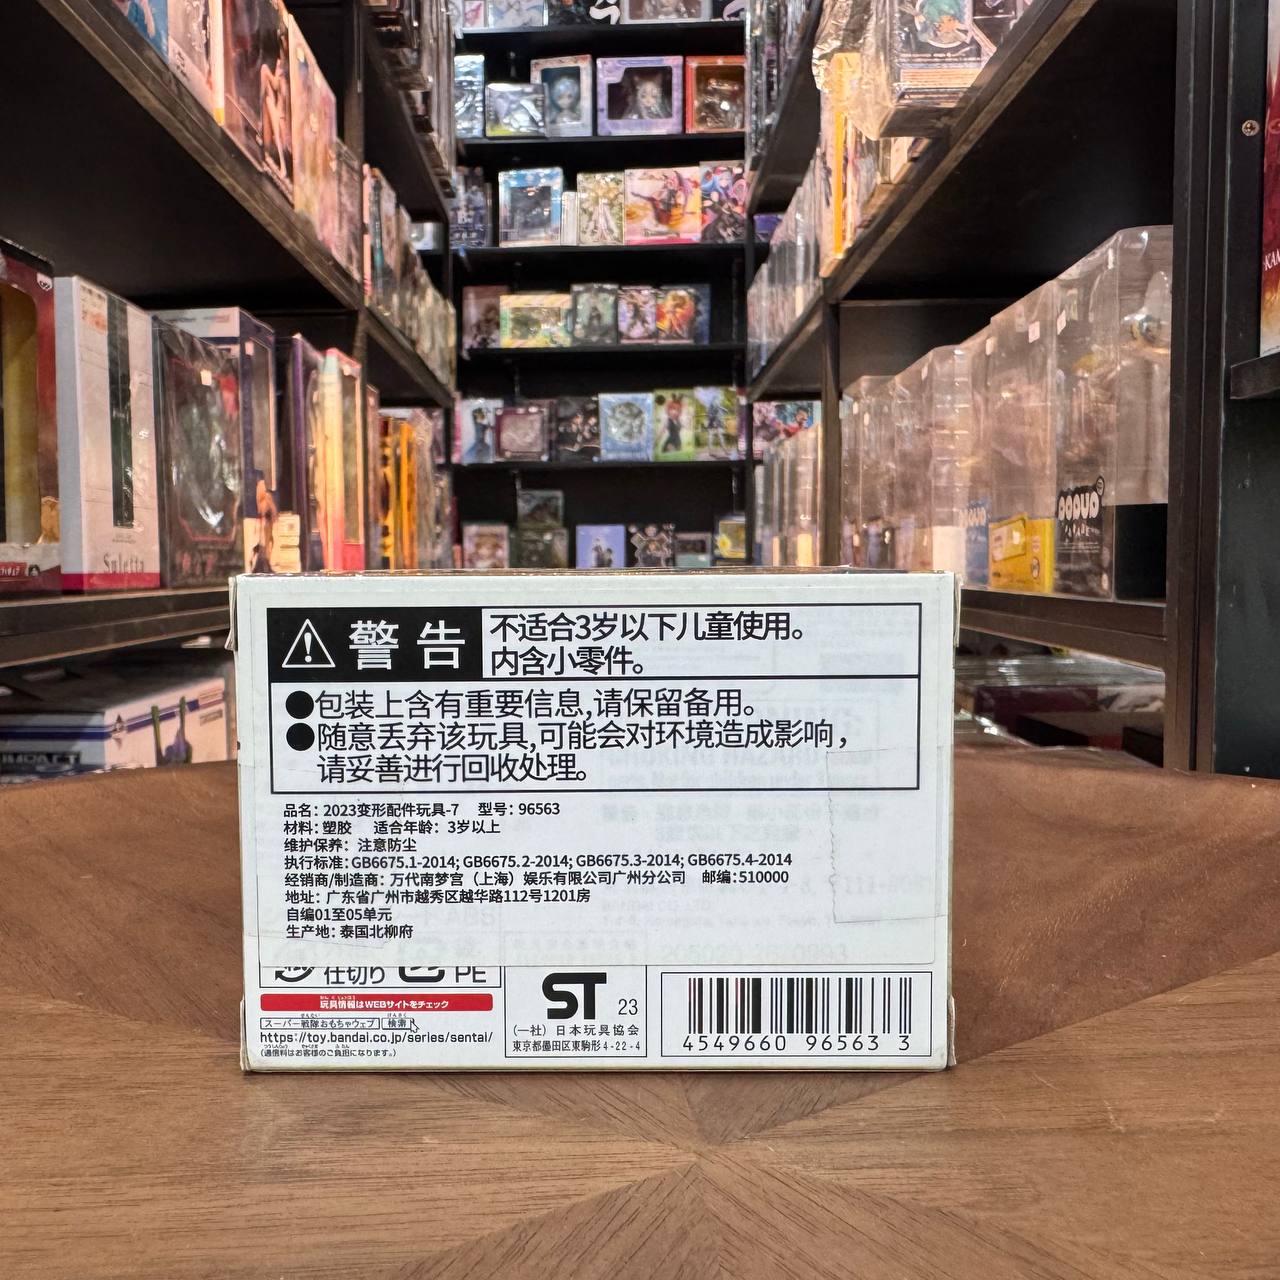 Suletta
POPUP
PARADE
警告
不适合3岁以下儿童使用。
内含小零件。
●包装上含有重要信息,请保留备用。
●随意丢弃该玩具,可能会对环境造成影响，
请妥善进行回收处理。
品名：2023变形配件玩具-7 型号：96563
材料：塑胶 适合年龄：3岁以上
维护保养：注意防尘
执行标准：GB6675.1-2014; GB6675.2-2014; GB6675.3-2014; GB6675.4-2014
经销商/制造商：万代南梦宫（上海）娱乐有限公司广州分公司 邮编：510000
地址：广东省广州市越秀区越华路112号1201房
自编01至05单元
生产地：泰国北柳府
仕切り
PE
玩具情報はWEBサイトをチェック
スーパー戦隊おもちゃウェブ 検索
https://toy.bandai.co.jp/series/sentai/
(通信料はお客様のご負担になります。)
ST 23
(一社) 日本玩具協会
東京都墨田区東駒形4-22-4
4549660 96563 3